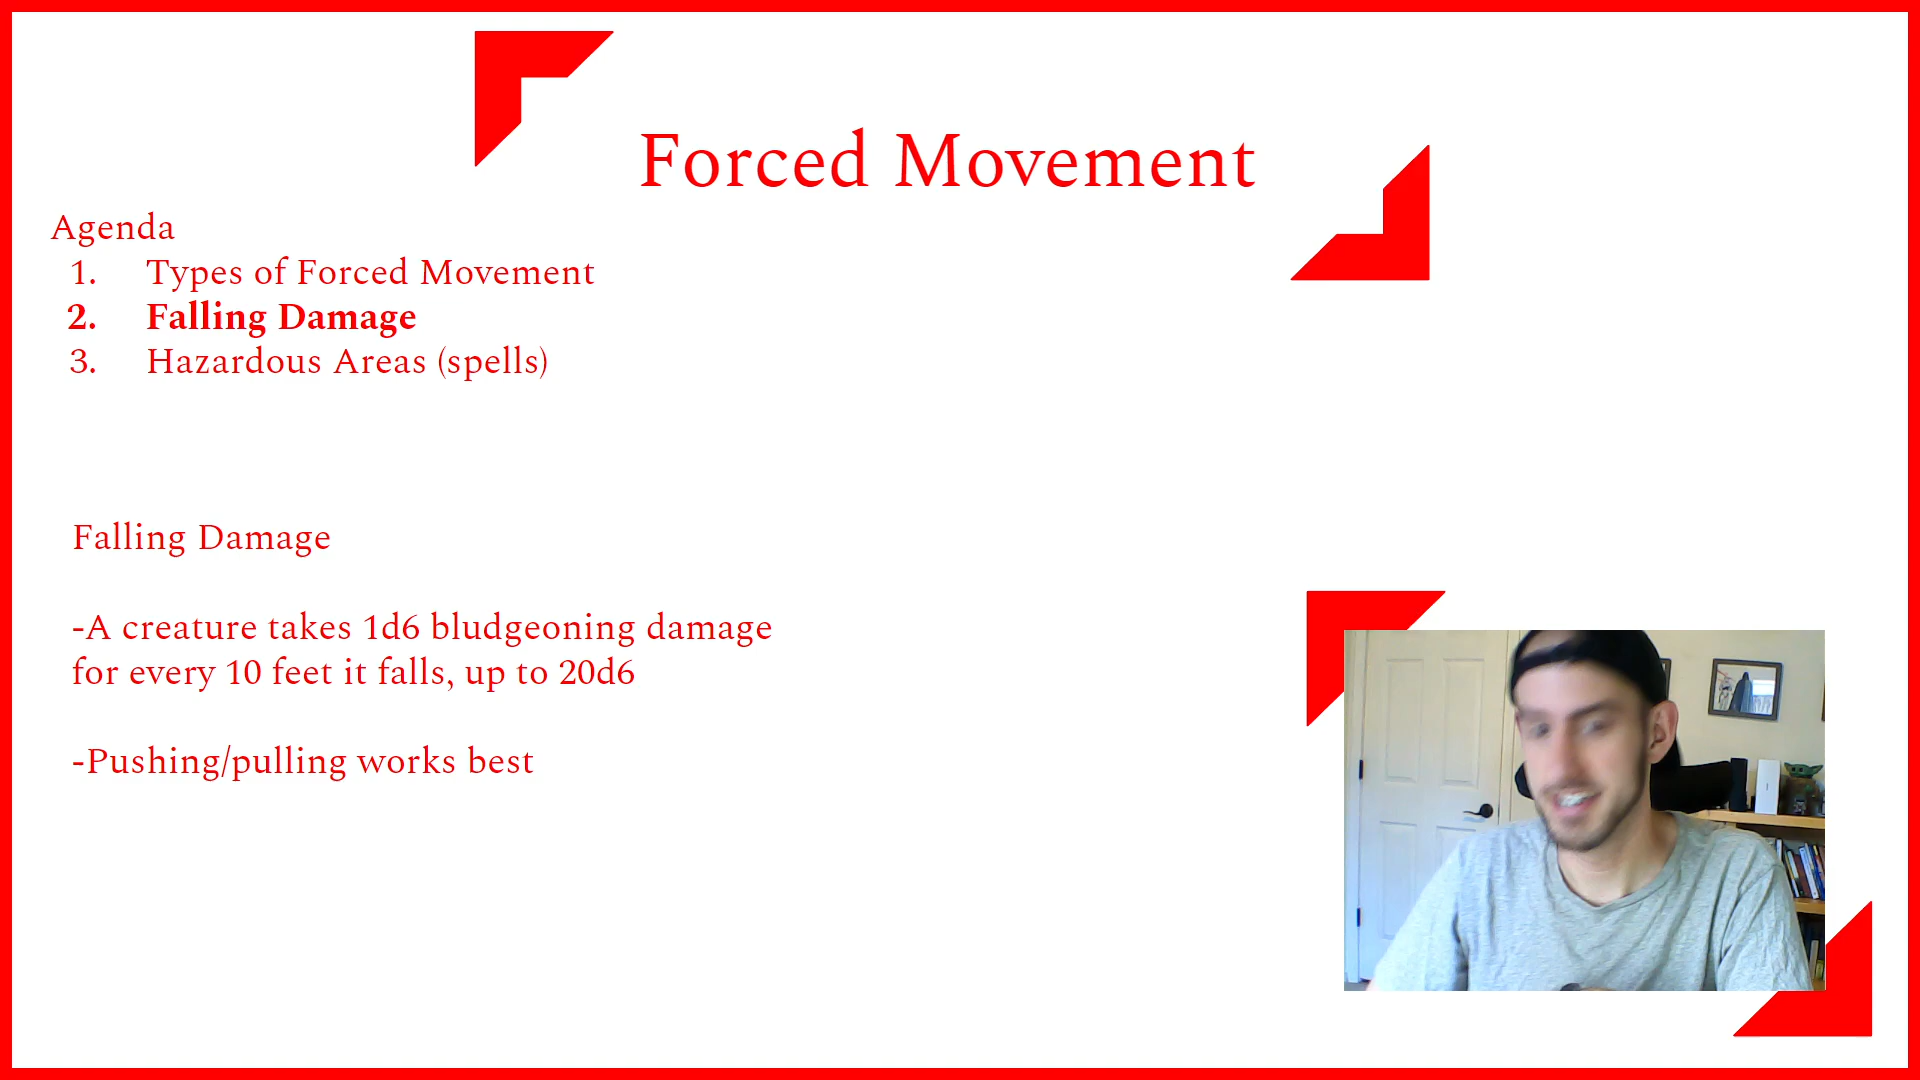 Forced Movement
Agenda
1. Types of Forced Movement
2. Falling Damage
3. Hazardous Areas (spells)
Falling Damage
-A creature takes 1d6 bludgeoning damage
for every 10 feet it falls, up to 20d6
-Pushing/pulling works best